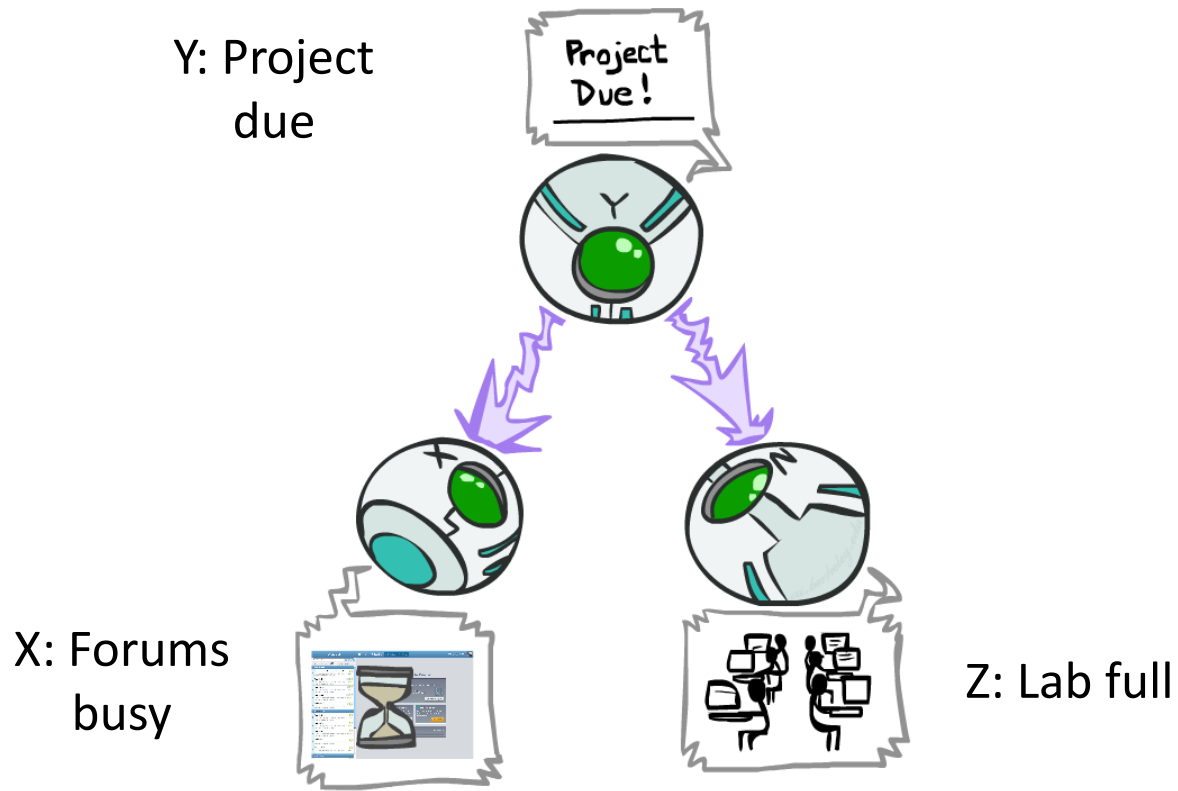 Y: Project
due
Project
Due!
Y
X
Z
X: Forums
busy
Z: Lab full